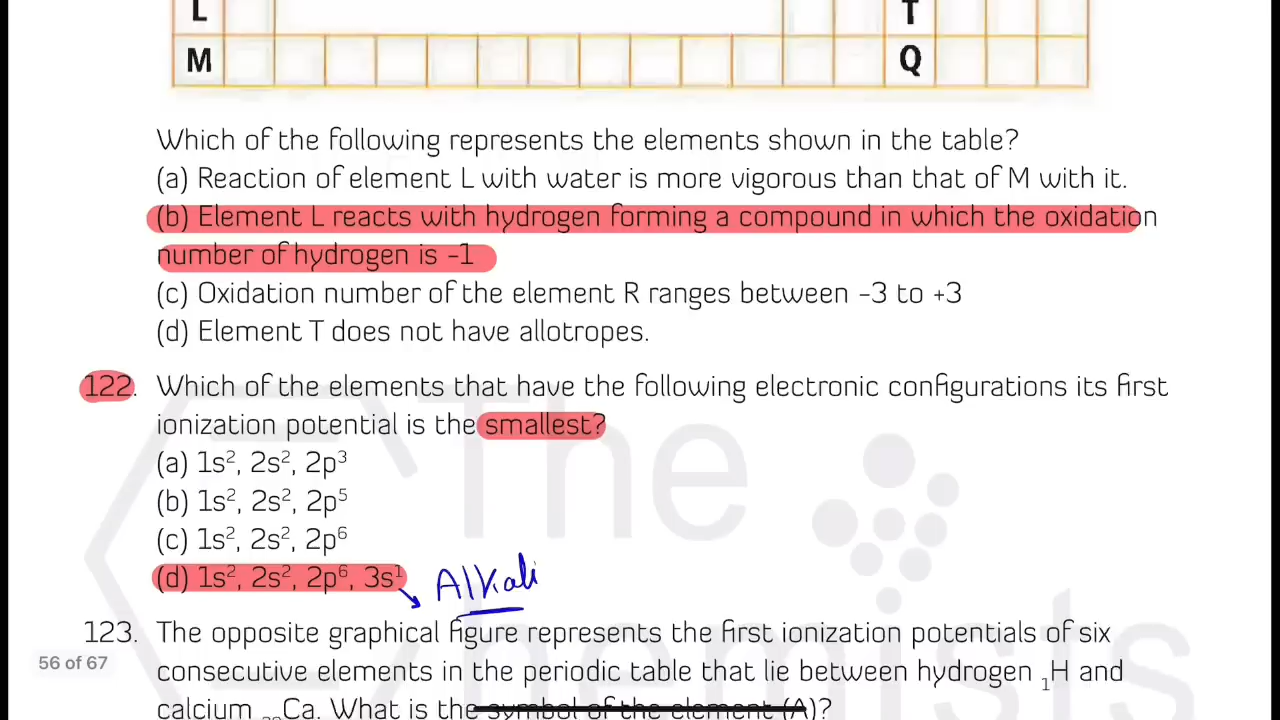 L T
M Q
Which of the following represents the elements shown in the table?
(a) Reaction of element L with water is more vigorous than that of M with it.
(b) Element L reacts with hydrogen forming a compound in which the oxidation
number of hydrogen is -1
(c) Oxidation number of the element R ranges between -3 to +3
(d) Element T does not have allotropes.
122. Which of the elements that have the following electronic configurations its first
ionization potential is the smallest?
(a) 1s², 2s², 2p³
(b) 1s², 2s², 2p⁵
(c) 1s², 2s², 2p⁶
(d) 1s², 2s², 2p⁶, 3s¹ Alkali
123. The opposite graphical figure represents the first ionization potentials of six
56 of 67
consecutive elements in the periodic table that lie between hydrogen ₁H and
calcium ₂₀Ca. What is the symbol of the element (A)?
The
Chemists